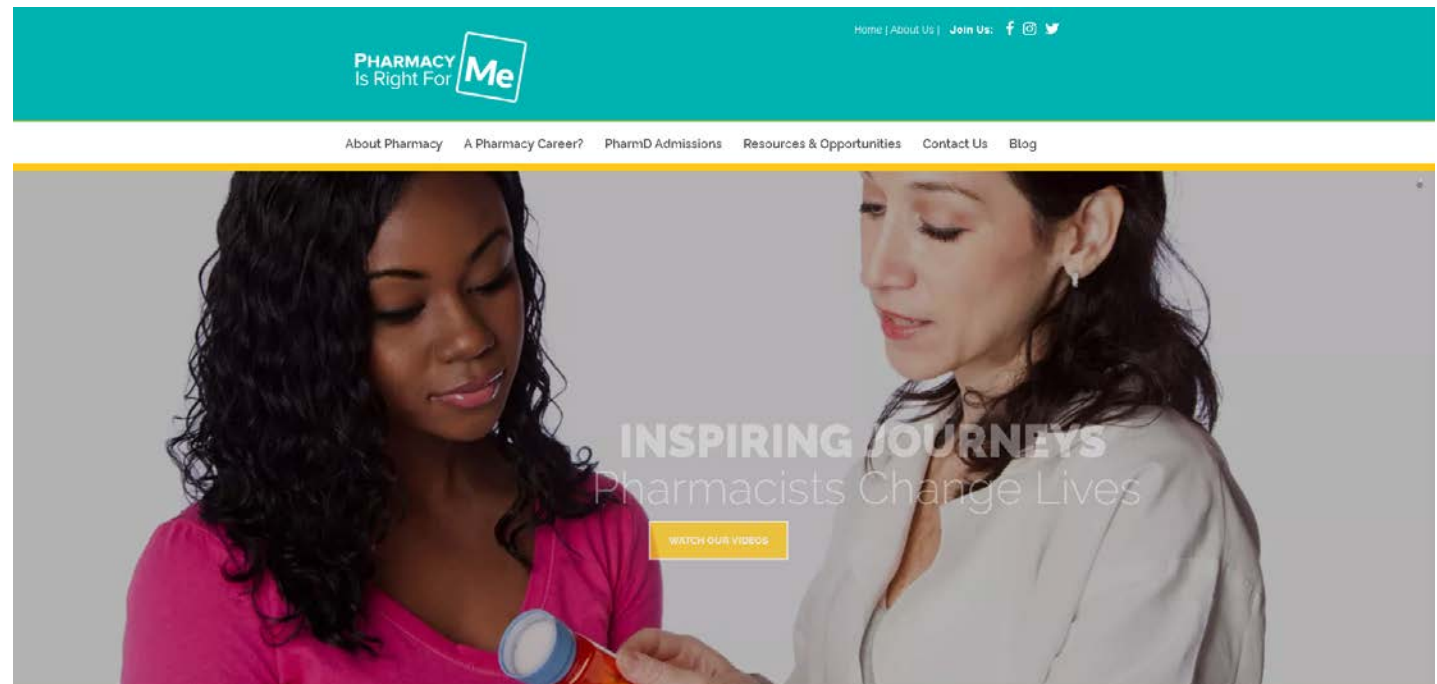 Home | About Us | Join Us:
PHARMACY
Is Right For Me
About Pharmacy A Pharmacy Career? PharmD Admissions Resources & Opportunities Contact Us Blog
INSPIRING JOURNEYS
Pharmacists Change Lives
WATCH OUR VIDEOS